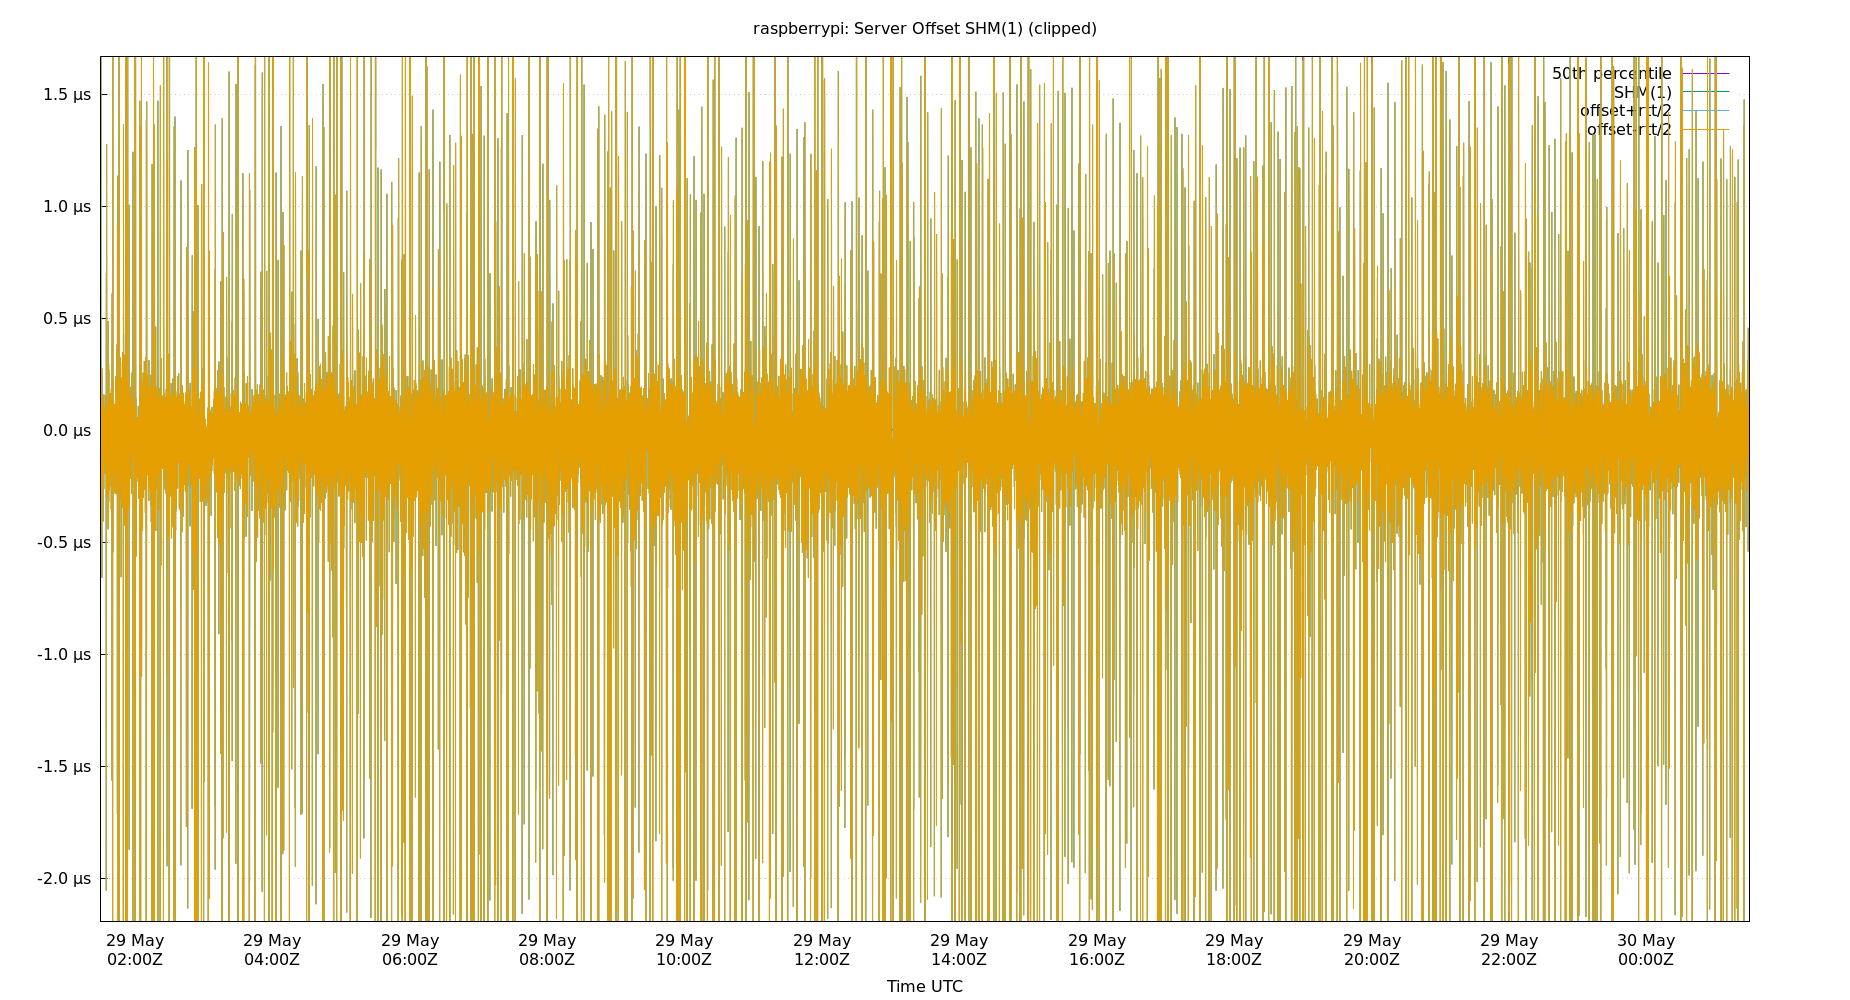 raspberrypi: Server Offset SHM(1) (clipped)
50th percentile
SHM(1)
offset+rtt/2
offset-rtt/2
1.5 µs
1.0 µs
0.5 µs
0.0 µs
-0.5 µs
-1.0 µs
-1.5 µs
-2.0 µs
29 May 29 May 29 May 29 May 29 May 29 May 29 May 29 May 29 May 29 May 29 May 30 May
02:00Z 04:00Z 06:00Z 08:00Z 10:00Z 12:00Z 14:00Z 16:00Z 18:00Z 20:00Z 22:00Z 00:00Z
Time UTC